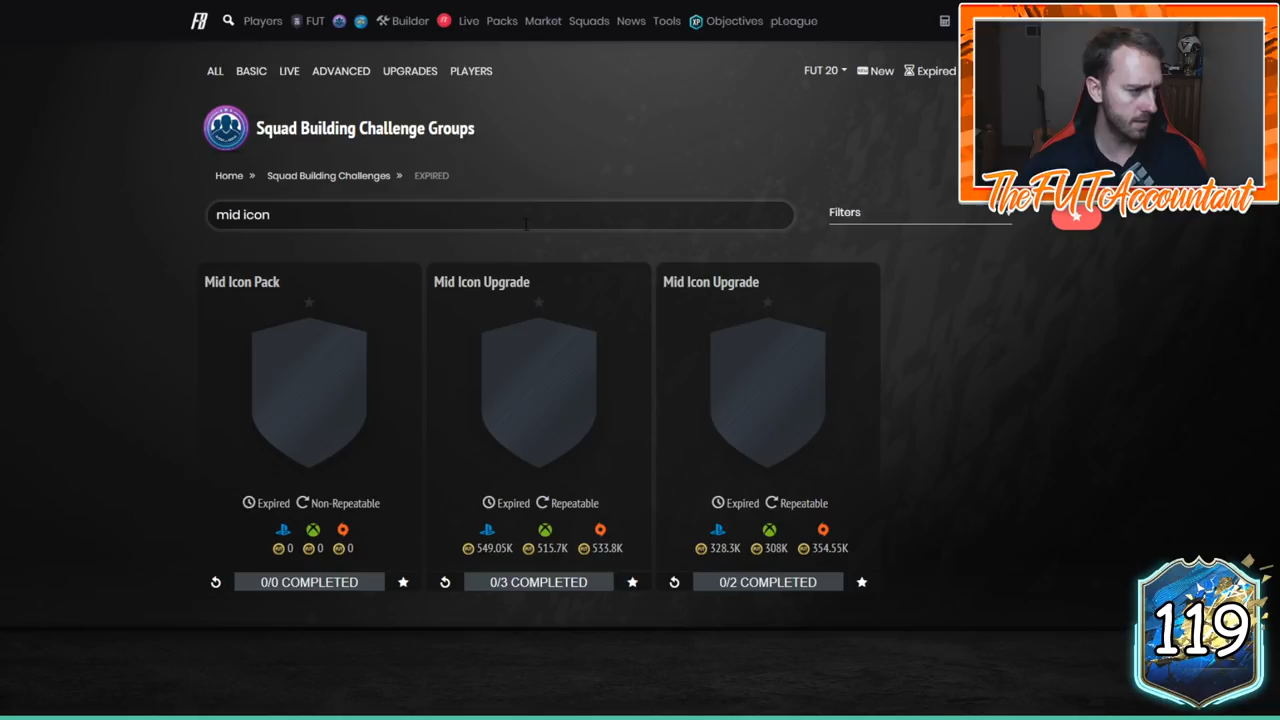 FB Players FUT Builder Live Packs Market Squads News Tools XP Objectives pLeague
ALL BASIC LIVE ADVANCED UPGRADES PLAYERS FUT 20 New Expired
Squad Building Challenge Groups
Home » Squad Building Challenges » EXPIRED
TheFUTAccountant
mid icon
Filters
Mid Icon Pack
Mid Icon Upgrade
Mid Icon Upgrade
Expired Non-Repeatable
Expired Repeatable
Expired Repeatable
0 0 0
549.05K 515.7K 533.8K
328.3K 308K 354.55K
0/0 COMPLETED
0/3 COMPLETED
0/2 COMPLETED
119